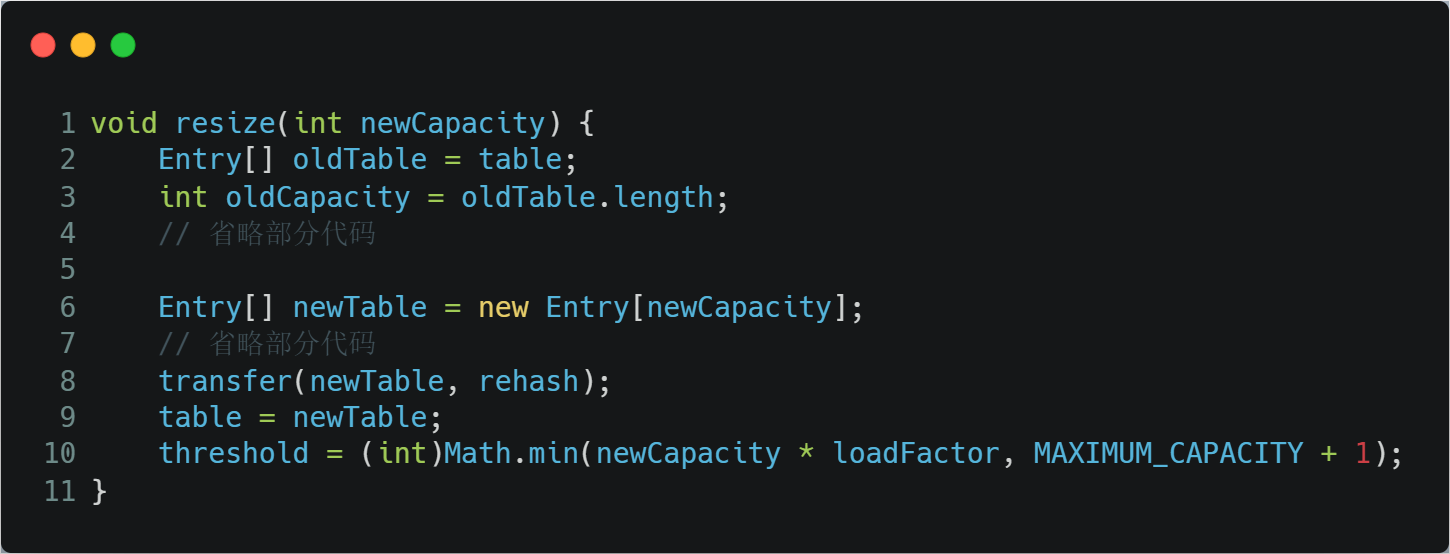 1 void resize(int newCapacity) {
2     Entry[] oldTable = table;
3     int oldCapacity = oldTable.length;
4     // 省略部分代码
5
6     Entry[] newTable = new Entry[newCapacity];
7     // 省略部分代码
8     transfer(newTable, rehash);
9     table = newTable;
10     threshold = (int)Math.min(newCapacity * loadFactor, MAXIMUM_CAPACITY + 1);
11 }